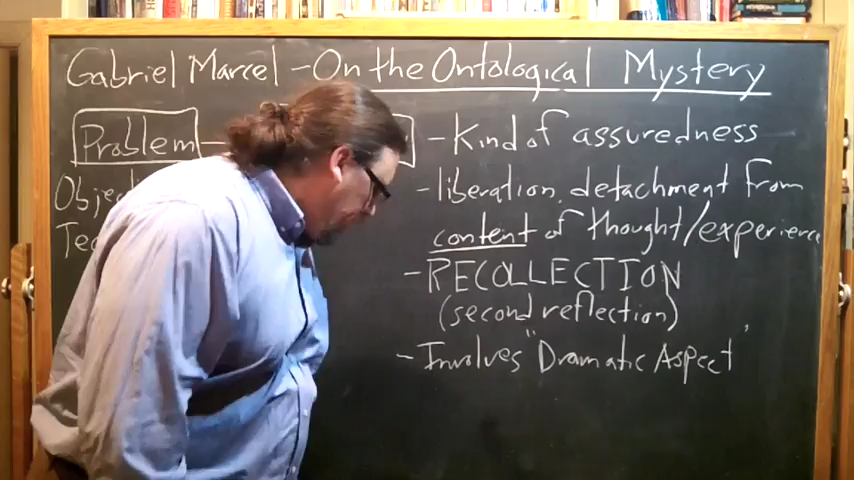 Gabriel Marcel - On the Ontological Mystery
Problem -
- Kind of assuredness
- liberation, detachment from
content of thought/experience
- RECOLLECTION
(second reflection)
- Involves "Dramatic Aspect"